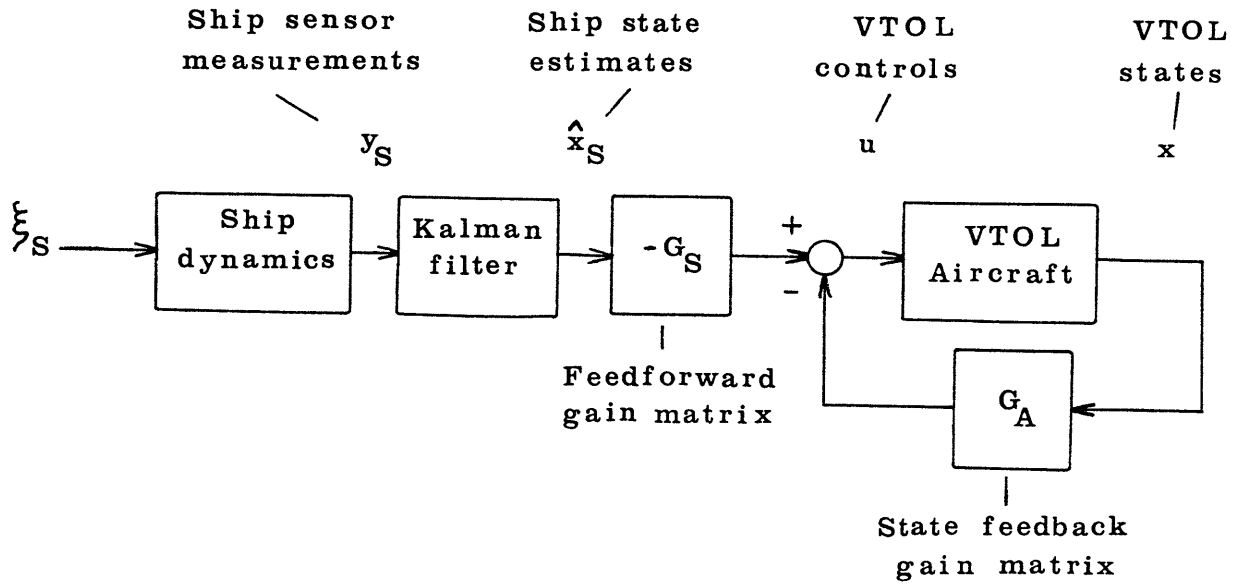 Ship sensor
measurements
Ship state
estimates
VTOL
controls
VTOL
states
y_S
x̂_S
u
x
ξ_S
Ship
dynamics
Kalman
filter
-G_S
+
-
VTOL
Aircraft
Feedforward
gain matrix
G_A
State feedback
gain matrix